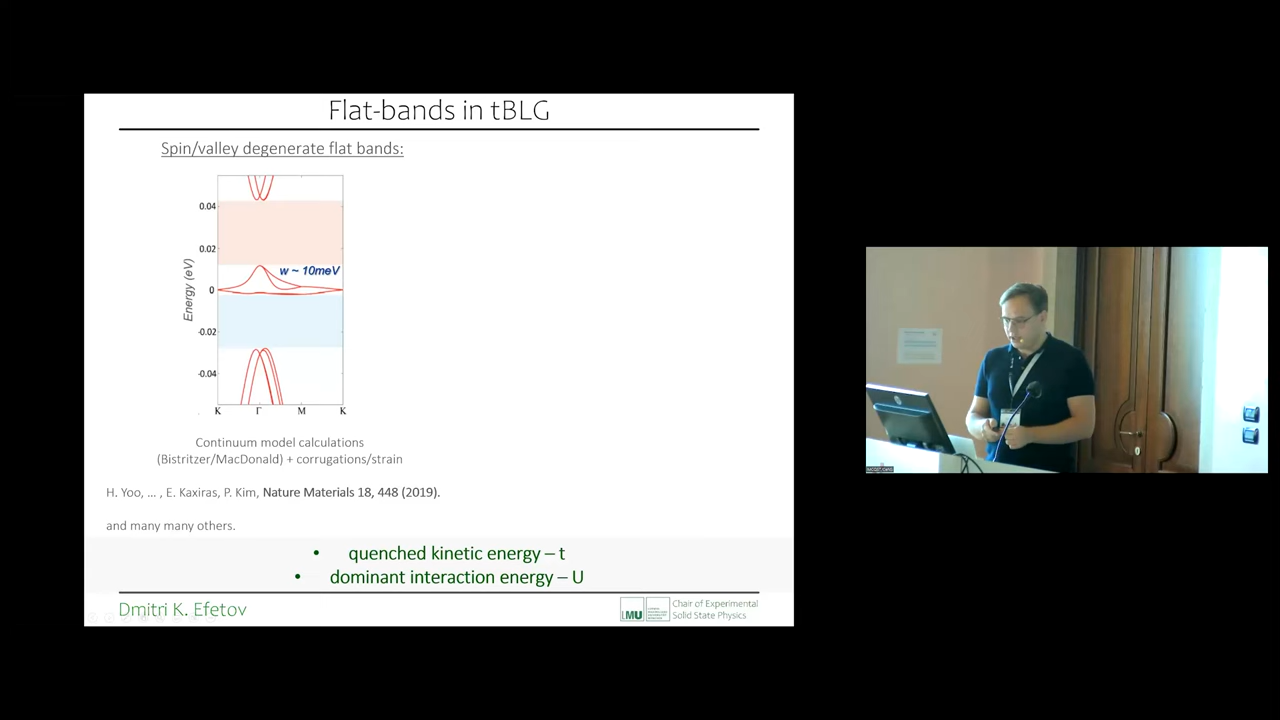 Flat-bands in tBLG
Spin/valley degenerate flat bands:
0.04
0.02
w ~ 10meV
0
-0.02
-0.04
Energy (eV)
K Γ M K
Continuum model calculations
(Bistritzer/MacDonald) + corrugations/strain
H. Yoo, ... , E. Kaxiras, P. Kim, Nature Materials 18, 448 (2019).
and many many others.
• quenched kinetic energy – t
• dominant interaction energy – U
Dmitri K. Efetov
LMU
Chair of Experimental
Solid State Physics